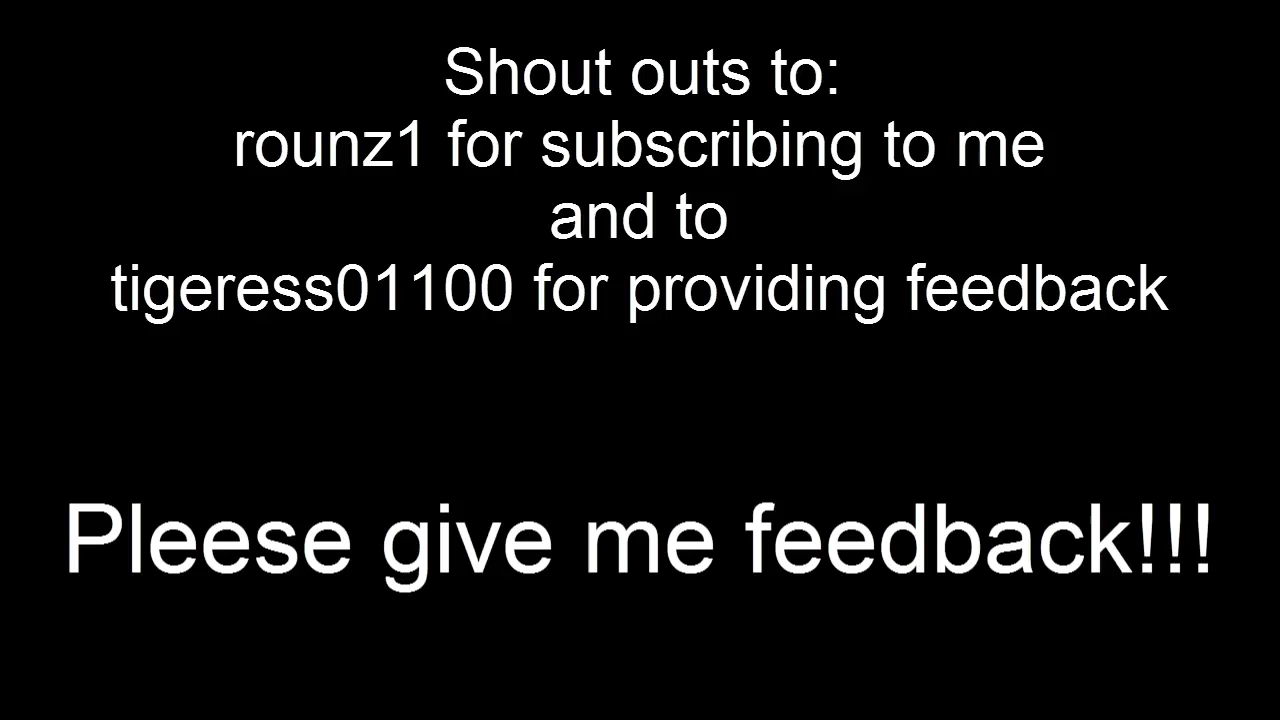 Shout outs to:
rounz1 for subscribing to me
and to
tigeress01100 for providing feedback
Pleese give me feedback!!!